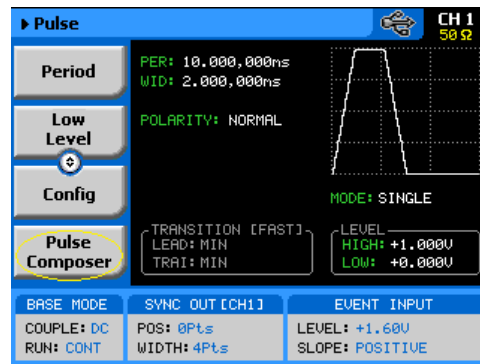 Pulse
CH 1
50 Ω
Period
Low
Level
Config
Pulse
Composer
PER: 10.000,000ns
WID: 2.000,000ns
POLARITY: NORMAL
MODE: SINGLE
TRANSITION [FAST]
LEAD: MIN
TRAI: MIN
LEVEL
HIGH: +1.000V
LOW: +0.000V
BASE MODE
COUPLE: DC
RUN: CONT
SYNC OUT [CH1]
POS: 0Pts
WIDTH: 4Pts
EVENT INPUT
LEVEL: +1.60V
SLOPE: POSITIVE